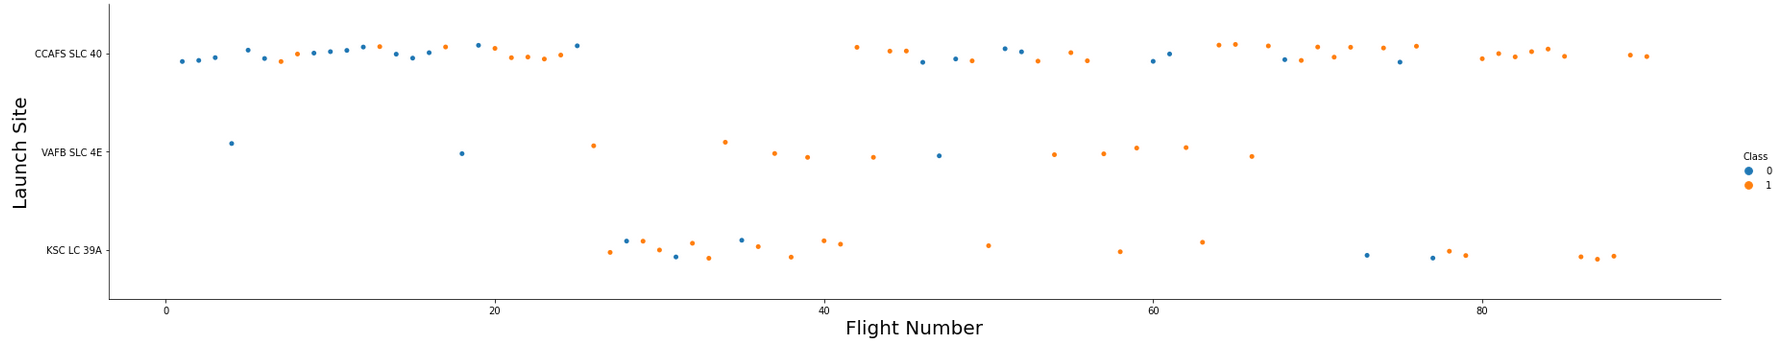 Launch Site
CCAFS SLC 40
VAFB SLC 4E
KSC LC 39A
0 20 40 60 80
Flight Number
Class
0
1